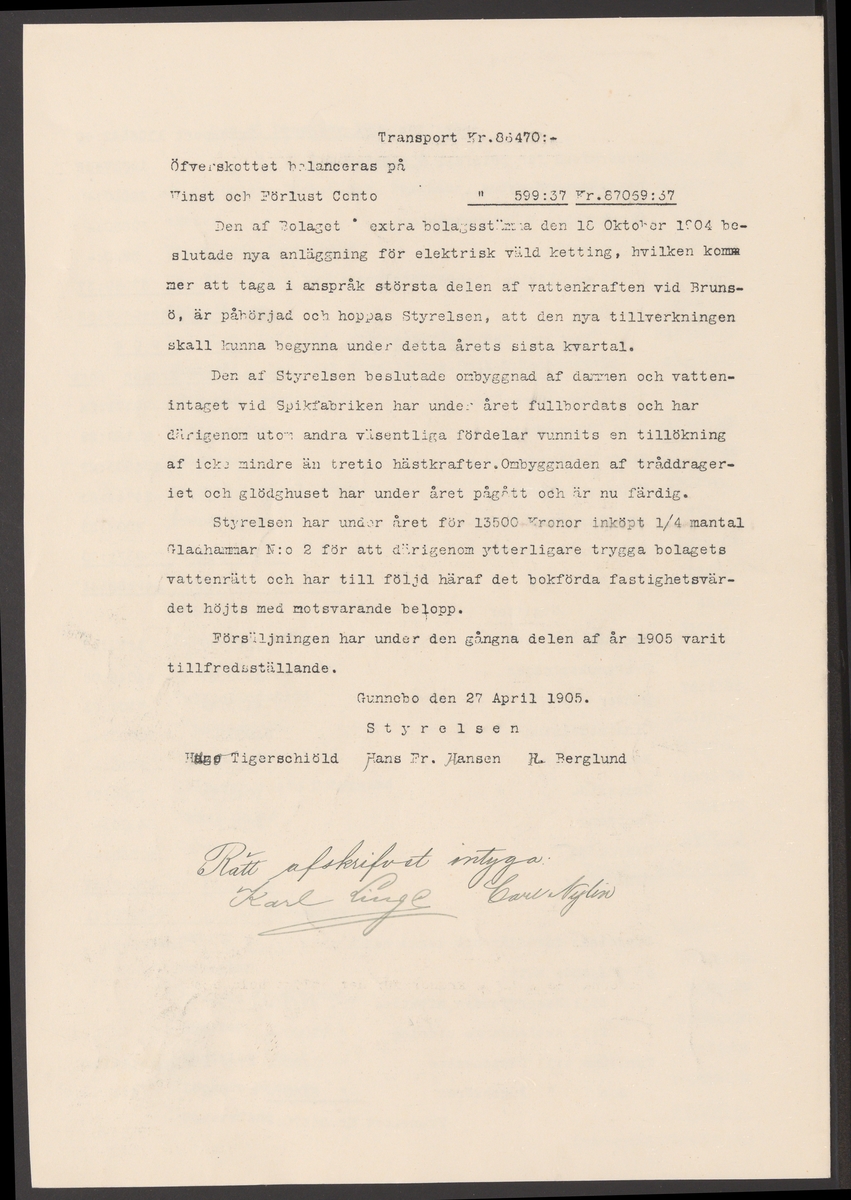 Transport Kr.86470:-
Öfverskottet balanceras på
Vinst och Förlust Conto " 599:37 Kr.87069:37
Den af Bolaget extra bolagsstämma den 18 Oktober 1904 be-
slutade nya anläggning för elektrisk väld ketting, hvilken kom
mer att taga i anspråk största delen af vattenkraften vid Bruns-
ö, är påbörjad och hoppas Styrelsen, att den nya tillverkningen
skall kunna begynna under detta årets sista kvartal.
Den af Styrelsen beslutade ombyggnad af dammen och vatten-
intaget vid Spikfabriken har under året fullbordats och har
därigenom utom andra väsentliga fördelar vunnits en tillökning
af icke mindre än tretio hästkrafter.Ombyggnaden af tråddrager-
iet och glödghuset har under året pågått och är nu färdig.
Styrelsen har under året för 13500 Kronor inköpt 1/4 mantal
Gladhammar N:o 2 för att därigenom ytterligare trygga bolagets
vattenrätt och har till följd häraf det bokförda fastighetsvär-
det höjts med motsvarande belopp.
Försäljningen har under den gångna delen af år 1905 varit
tillfredsställande.
Gunnebo den 27 April 1905.
S t y r e l s e n
Hugo Tigerschiöld Hans Fr. Hansen H. Berglund
Rätt afskrifvet intyga:
Karl Linge Carl Nylin